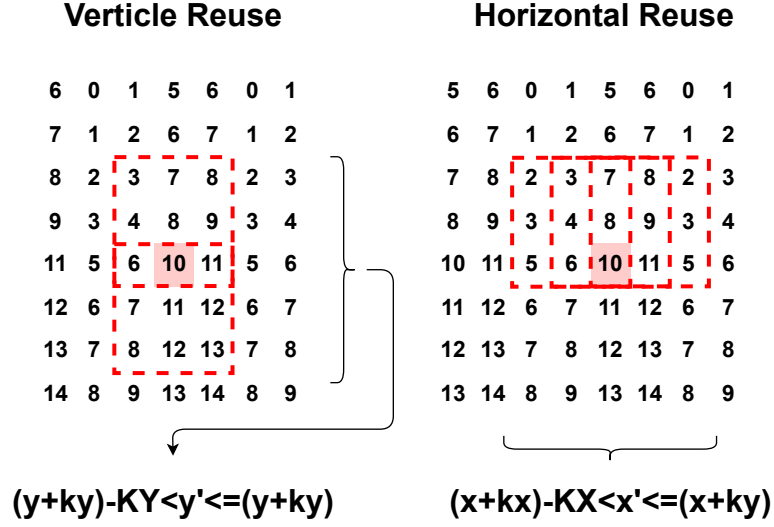 Verticle Reuse
6 0 1 5 6 0 1
7 1 2 6 7 1 2
8 2 3 7 8 2 3
9 3 4 8 9 3 4
11 5 6 10 11 5 6
12 6 7 11 12 6 7
13 7 8 12 13 7 8
14 8 9 13 14 8 9
(y+ky)-KY<y'<=(y+ky)
Horizontal Reuse
5 6 0 1 5 6 0 1
6 7 1 2 6 7 1 2
7 8 2 3 7 8 2 3
8 9 3 4 8 9 3 4
10 11 5 6 10 11 5 6
11 12 6 7 11 12 6 7
12 13 7 8 12 13 7 8
13 14 8 9 13 14 8 9
(x+kx)-KX<x'<=(x+ky)